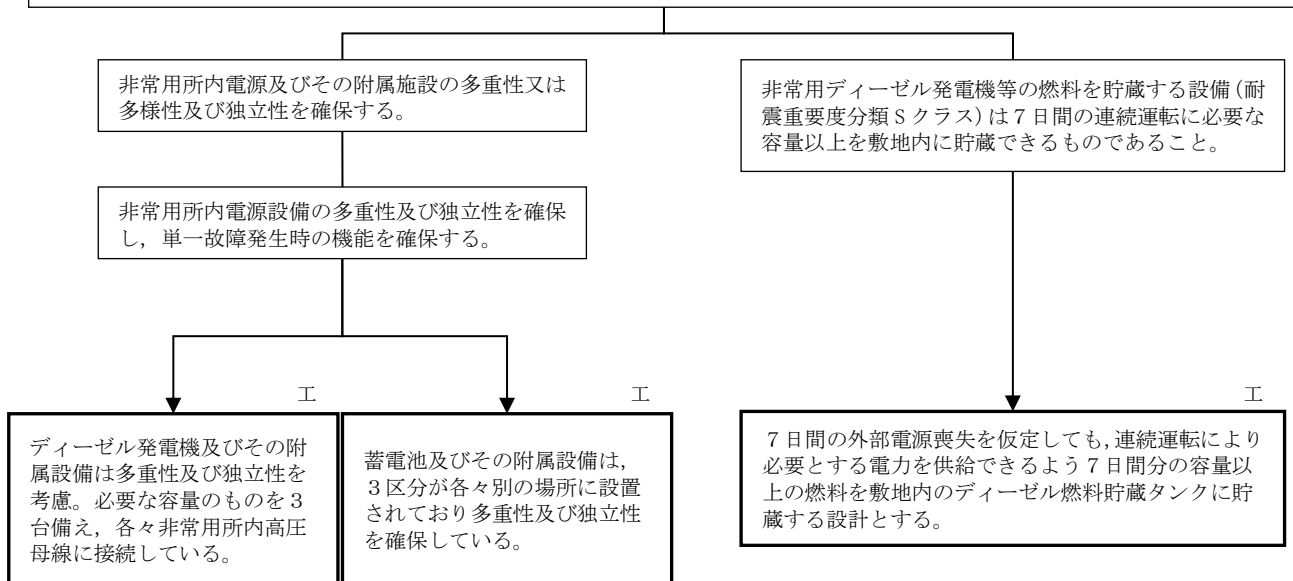 非常用所内電源及びその附属施設の多重性又は
多様性及び独立性を確保する。
非常用ディーゼル発電機等の燃料を貯蔵する設備(耐
震重要度分類Sクラス)は7日間の連続運転に必要な
容量以上を敷地内に貯蔵できるものであること。
非常用所内電源設備の多重性及び独立性を確保
し，単一故障発生時の機能を確保する。
工
工
工
ディーゼル発電機及びその附
属設備は多重性及び独立性を
考慮。必要な容量のものを3
台備え，各々非常用所内高圧
母線に接続している。
蓄電池及びその附属設備は，
3区分が各々別の場所に設置
されており多重性及び独立性
を確保している。
7日間の外部電源喪失を仮定しても,連続運転により
必要とする電力を供給できるよう7日間分の容量以
上の燃料を敷地内のディーゼル燃料貯蔵タンクに貯
蔵する設計とする。